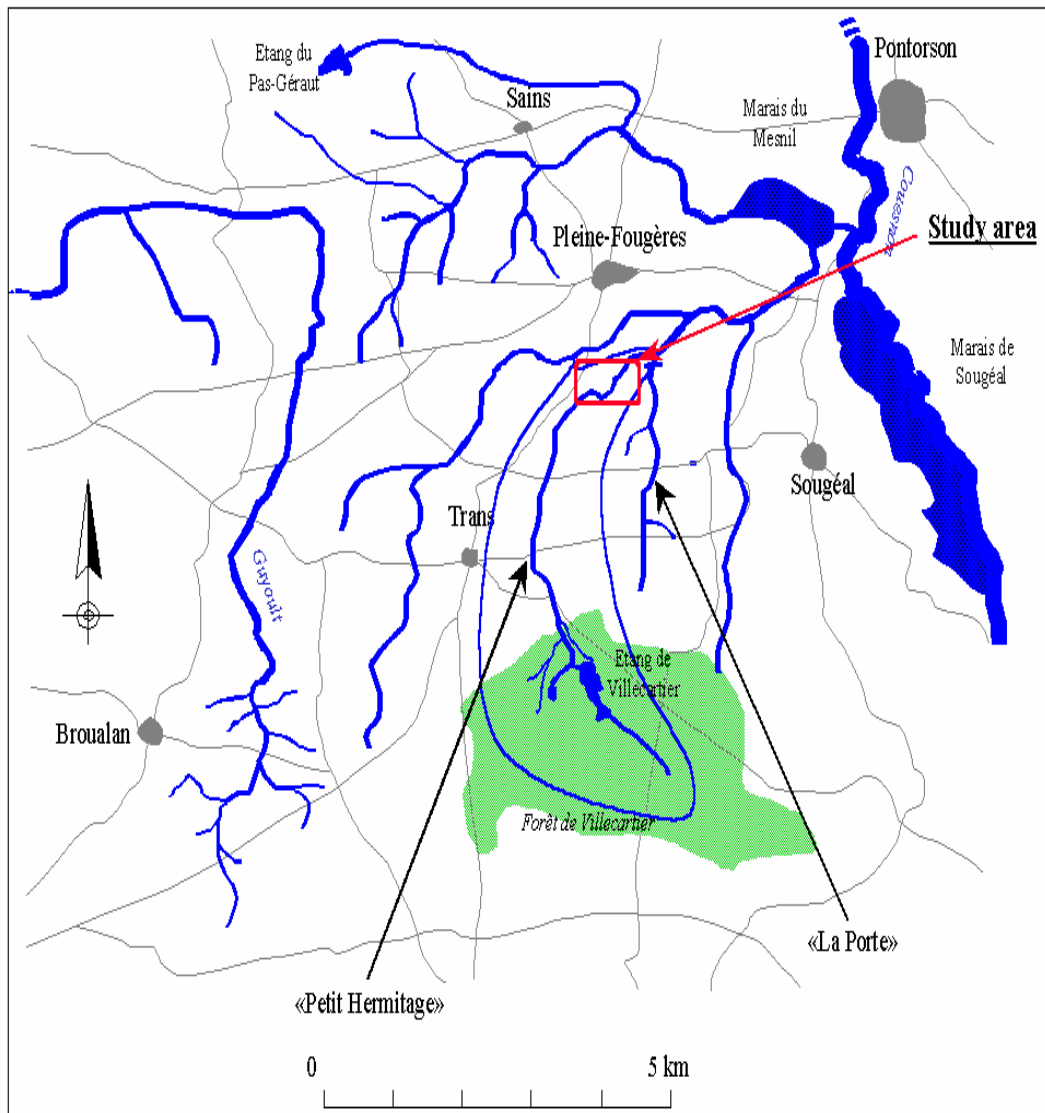 Etang du
Pas-Géraut
Pontorson
Sains
Marais du
Mesnil
Couesnon
Study area
Pleine-Fougères
Marais de
Sougéal
Sougéal
Trans
Guyoult
Etang de
Villecartier
Broualan
Forêt de Villecartier
«La Porte»
«Petit Hermitage»
0
5 km